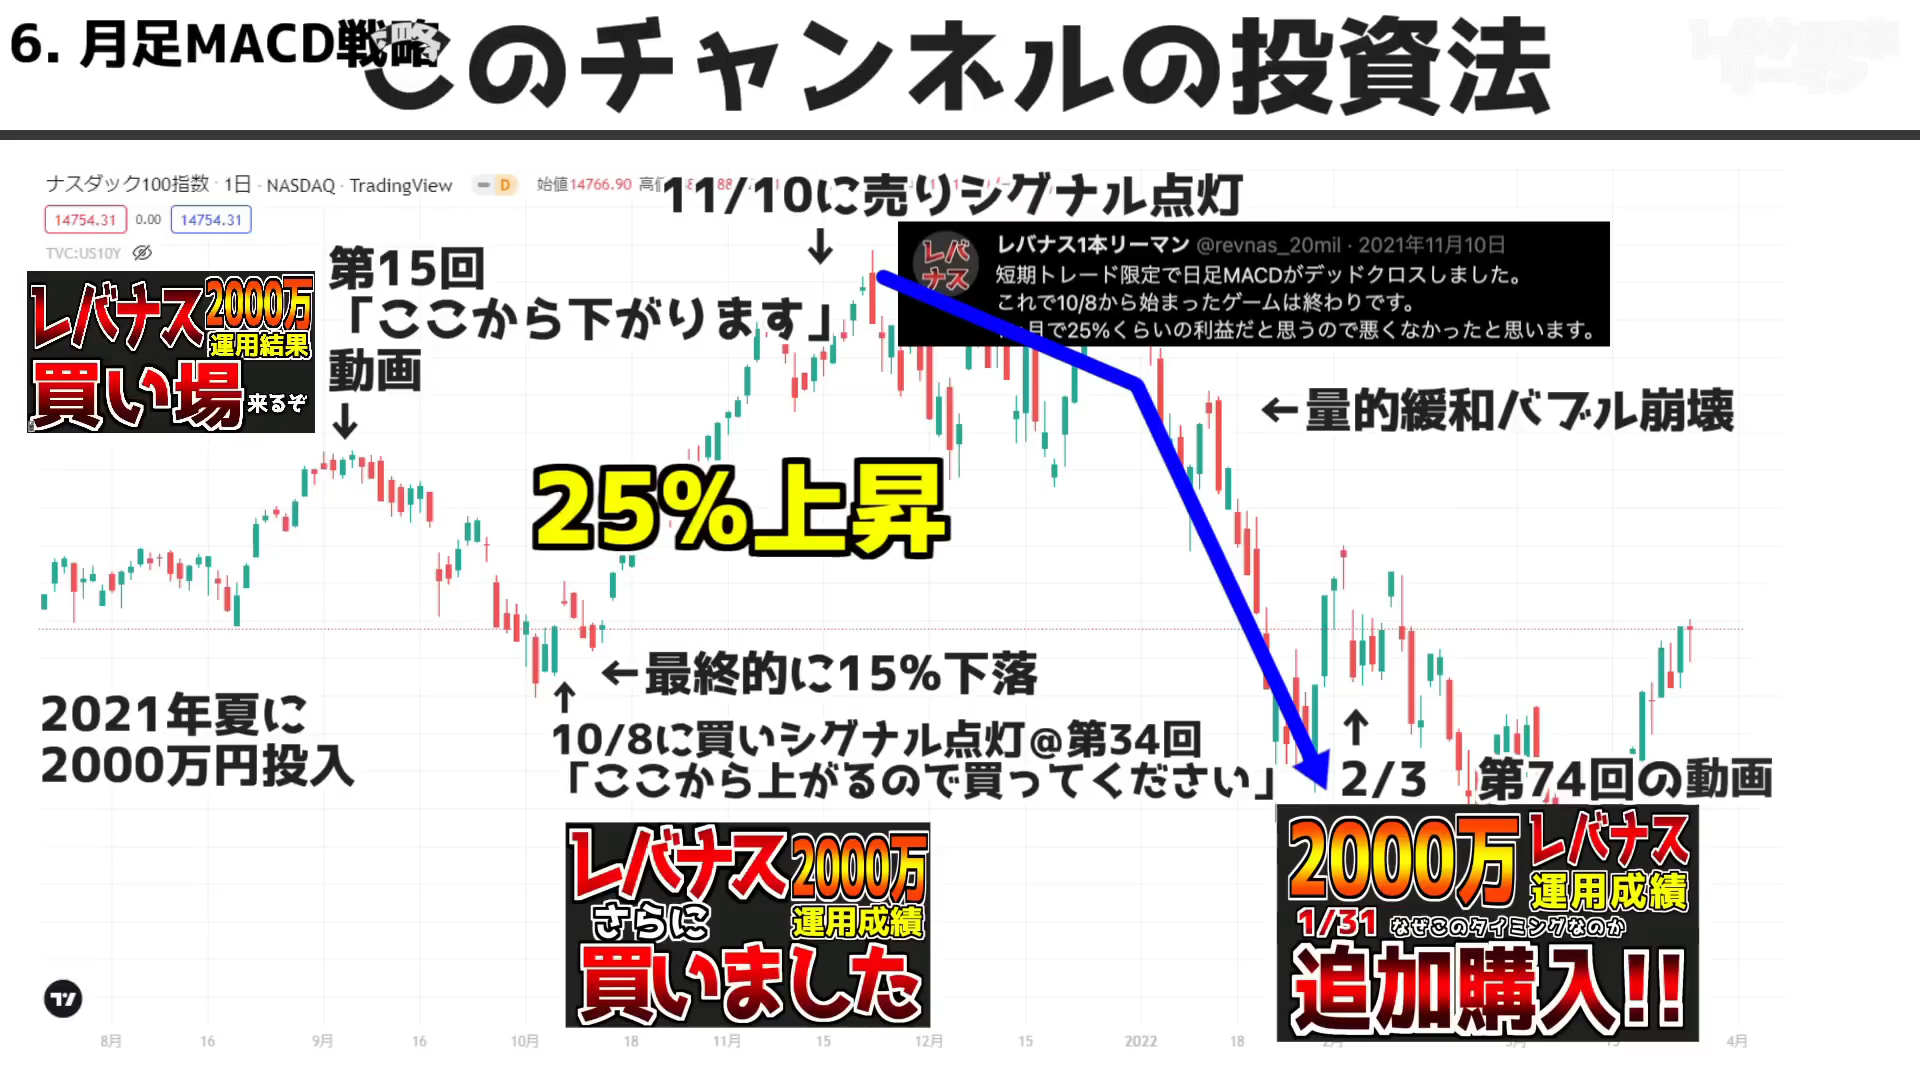 6. 月足MACD戦略
このチャンネルの投資法
ナスダック100指数・1日・NASDAQ・TradingView
D
始値14766.90 高値
14754.31
0.00
14754.31
TVC:US10Y
11/10に売りシグナル点灯
↓
レバナス1本リーマン @revnas_20mil・2021年11月10日
短期トレード限定で日足MACDがデッドクロスしました。
これで10/8から始まったゲームは終わりです。
月で25%くらいの利益だと思うので悪くなかったと思います。
レバ
ナス
レバナス
2000万
運用結果
買い場
来るぞ
第15回
「ここから下がります」
動画
↓
←量的緩和バブル崩壊
25%上昇
←最終的に15%下落
↑
10/8に買いシグナル点灯@第34回
「ここから上がるので買ってください」
2021年夏に
2000万円投入
↑
2/3 第74回の動画
レバナス
2000万
さらに
運用成績
買いました
2000万
レバナス
運用成績
1/31 なぜこのタイミングなのか
追加購入!!
8月 16 9月 16 10月 18 11月 15 12月 15 2022 18 4月